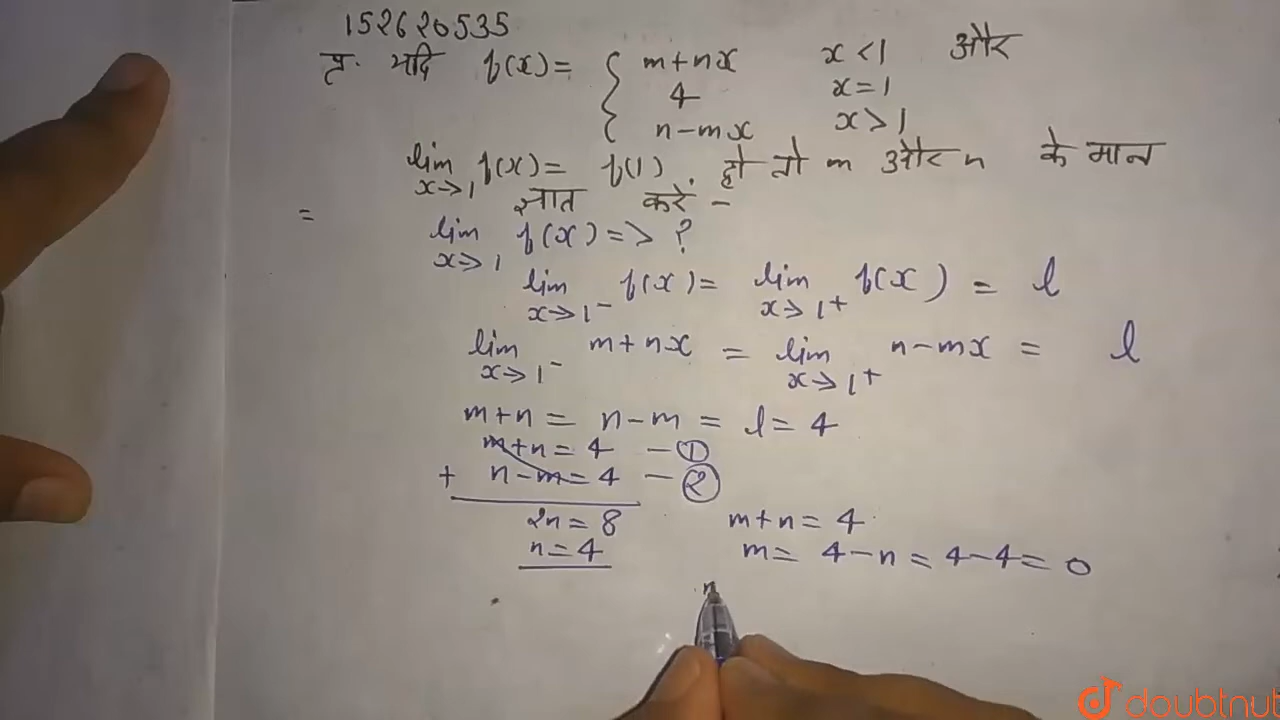 152620535
प्र. यदि f(x) = { m+nx x<1 और
4 x=1
n-mx x>1
lim x→1 f(x) = f(1). हो तो m और n के मान
ज्ञात करें -
= lim x→1 f(x) => ?
lim x→1⁻ f(x) = lim x→1⁺ f(x) = l
lim x→1⁻ m+nx = lim x→1⁺ n-mx = l
m+n = n-m = l = 4
m+n = 4 - ①
+ n-m = 4 - ②
2n = 8 m+n = 4
n = 4 m = 4-n = 4-4 = 0
doubtnut